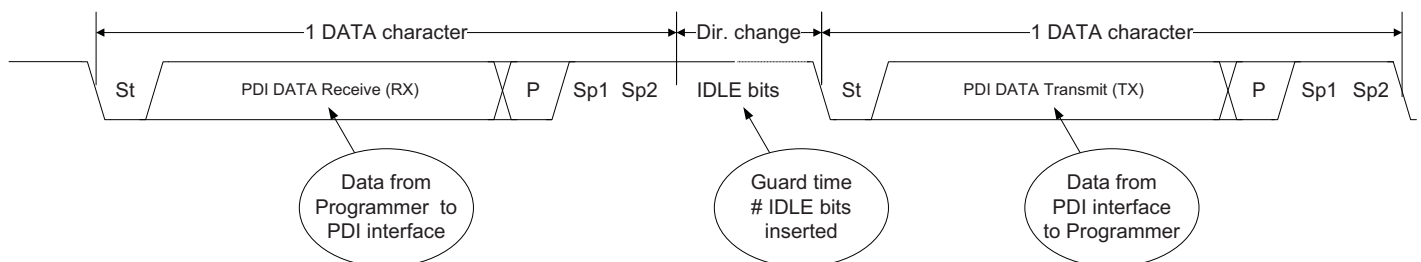 1 DATA character
Dir. change
1 DATA character
St
PDI DATA Receive (RX)
P
Sp1
Sp2
IDLE bits
St
PDI DATA Transmit (TX)
P
Sp1
Sp2
Data from
Programmer to
PDI interface
Guard time
# IDLE bits
inserted
Data from
PDI interface
to Programmer